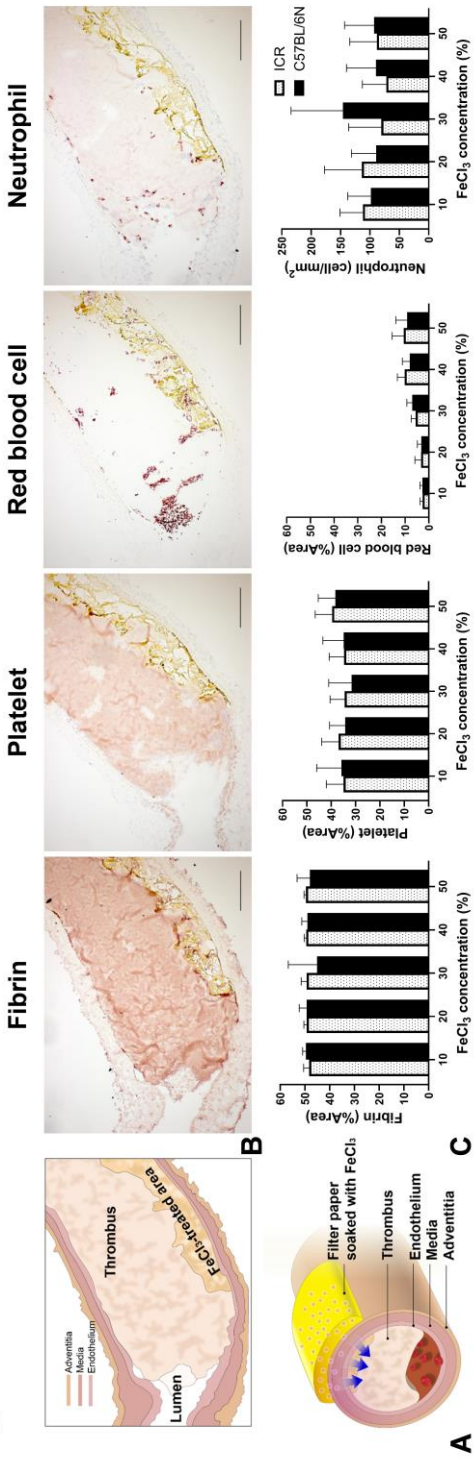 A
Filter paper
soaked with FeCl₃
Thrombus
Endothelium
Media
Adventitia
B
Adventitia
Media
Endothelium
Thrombus
FeCl₃-treated area
Lumen
Fibrin
Platelet
Red blood cell
Neutrophil
C
Fibrin (%Area)
60
50
40
30
20
10
0
10 20 30 40 50
FeCl₃ concentration (%)
Platelet (%Area)
60
50
40
30
20
10
0
10 20 30 40 50
FeCl₃ concentration (%)
Red blood cell (%Area)
60
50
40
30
20
10
0
10 20 30 40 50
FeCl₃ concentration (%)
Neutrophil (cell/mm²)
250
200
150
100
50
0
10 20 30 40 50
FeCl₃ concentration (%)
ICR
C57BL/6N